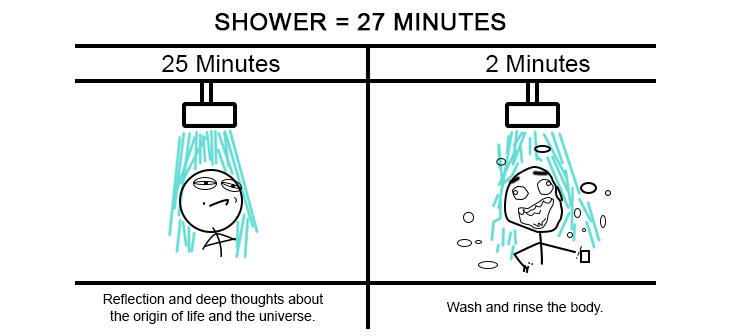 SHOWER = 27 MINUTES
25 Minutes
2 Minutes
Reflection and deep thoughts about
the origin of life and the universe.
Wash and rinse the body.